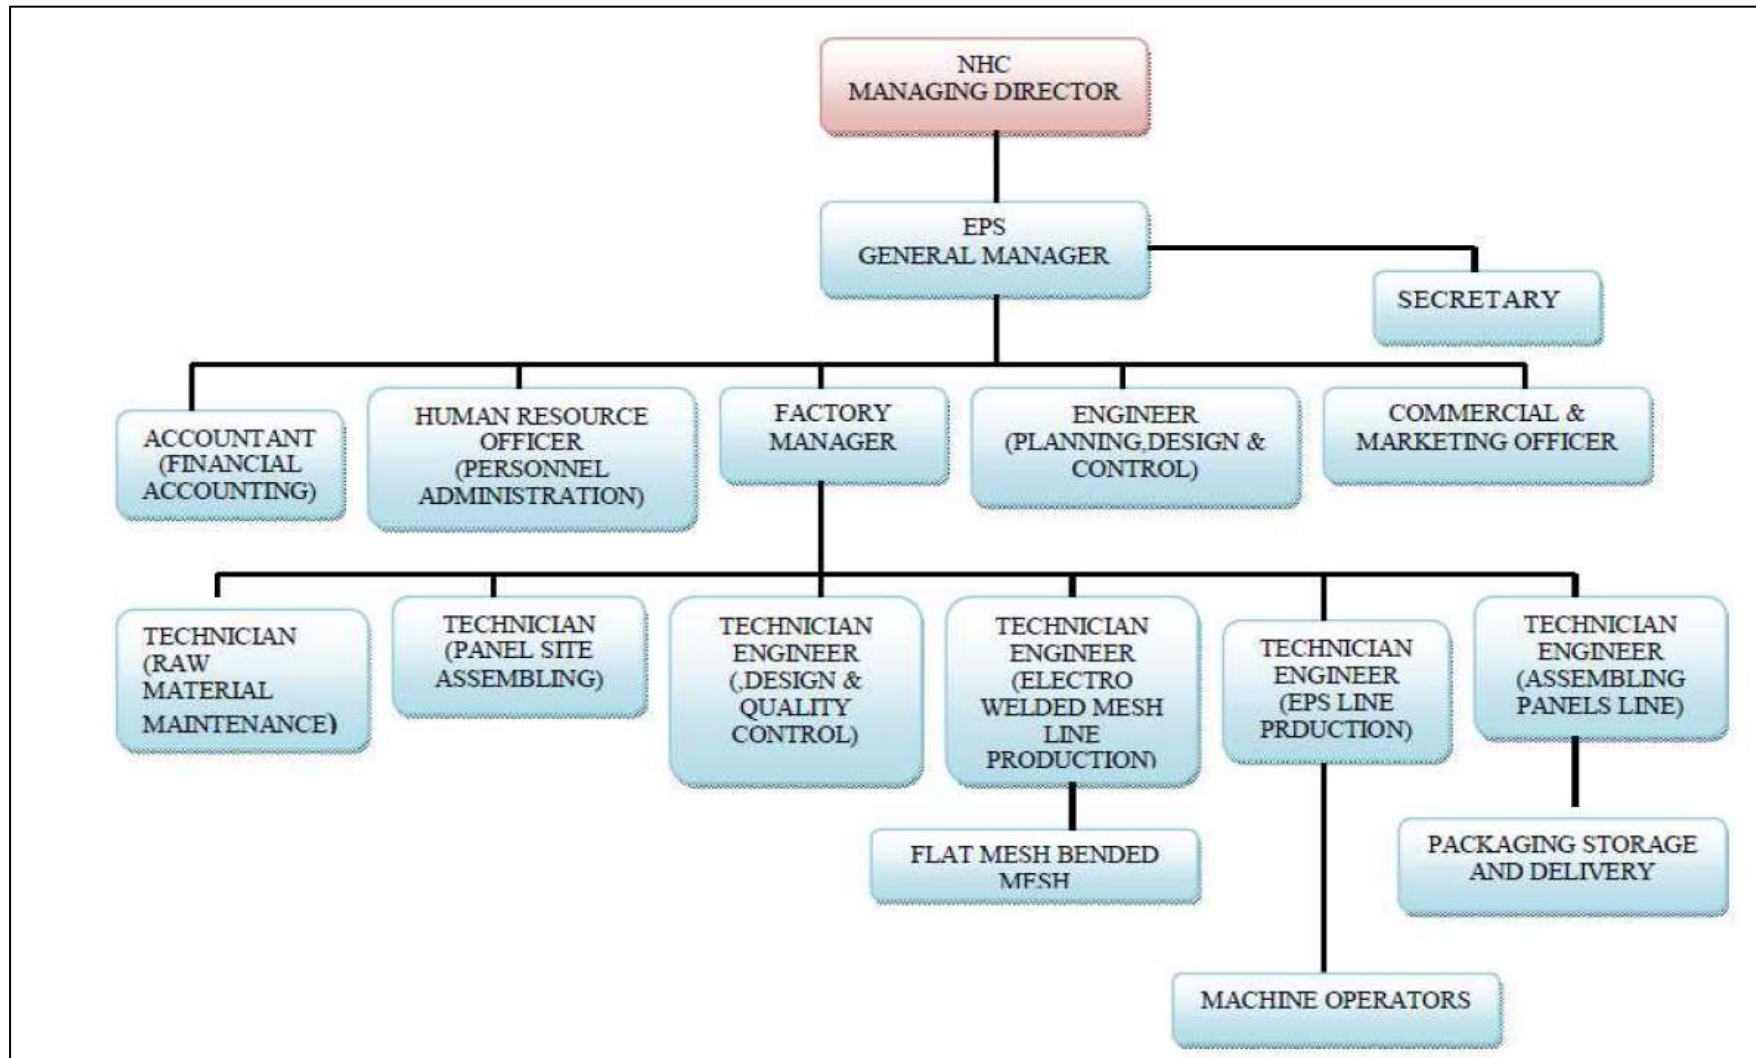 NHC
MANAGING DIRECTOR
EPS
GENERAL MANAGER
SECRETARY
ACCOUNTANT
(FINANCIAL
ACCOUNTING)
HUMAN RESOURCE
OFFICER
(PERSONNEL
ADMINISTRATION)
FACTORY
MANAGER
ENGINEER
(PLANNING,DESIGN &
CONTROL)
COMMERCIAL &
MARKETING OFFICER
TECHNICIAN
(RAW
MATERIAL
MAINTENANCE)
TECHNICIAN
(PANEL SITE
ASSEMBLING)
TECHNICIAN
ENGINEER
(,DESIGN &
QUALITY
CONTROL)
TECHNICIAN
ENGINEER
(ELECTRO
WELDED MESH
LINE
PRODUCTION)
TECHNICIAN
ENGINEER
(EPS LINE
PRDUCTION)
TECHNICIAN
ENGINEER
(ASSEMBLING
PANELS LINE)
FLAT MESH BENDED
MESH
PACKAGING STORAGE
AND DELIVERY
MACHINE OPERATORS